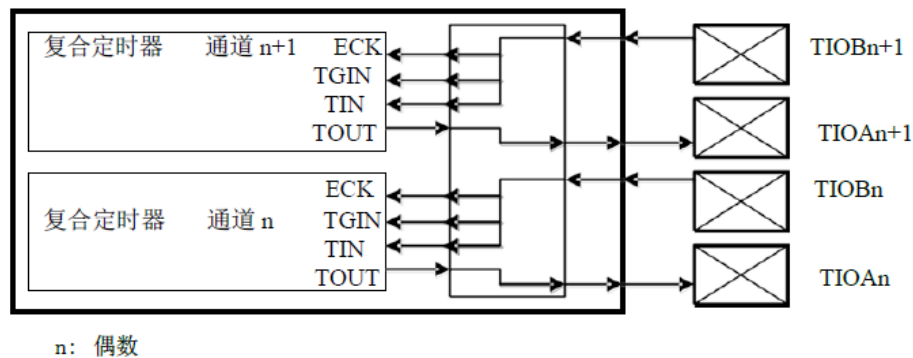 复合定时器 通道 n+1 ECK TIOBn+1
TGIN
TIN
TOUT TIOAn+1
ECK TIOBn
复合定时器 通道 n TGIN
TIN
TOUT TIOAn
n: 偶数